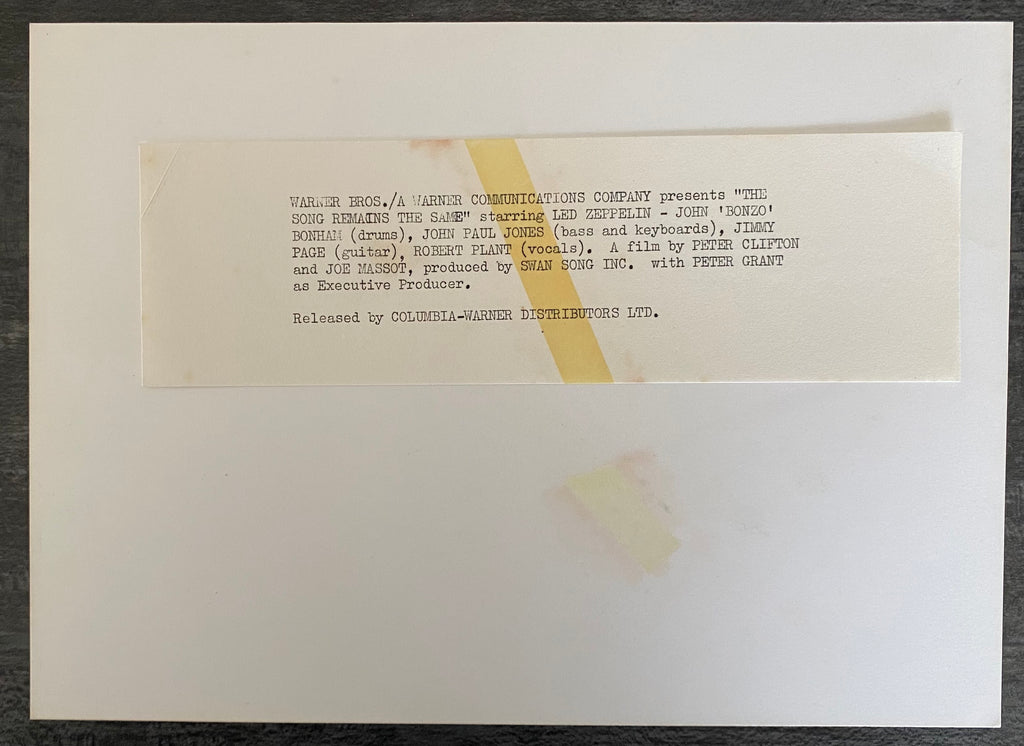 WARNER BROS./A WARNER COMMUNICATIONS COMPANY presents "THE
SONG REMAINS THE SAME" starring LED ZEPPELIN - JOHN 'BONZO'
BONHAM (drums), JOHN PAUL JONES (bass and keyboards), JIMMY
PAGE (guitar), ROBERT PLANT (vocals).  A film by PETER CLIFTON
and JOE MASSOT, produced by SWAN SONG INC.  with PETER GRANT
as Executive Producer.
Released by COLUMBIA-WARNER DISTRIBUTORS LTD.